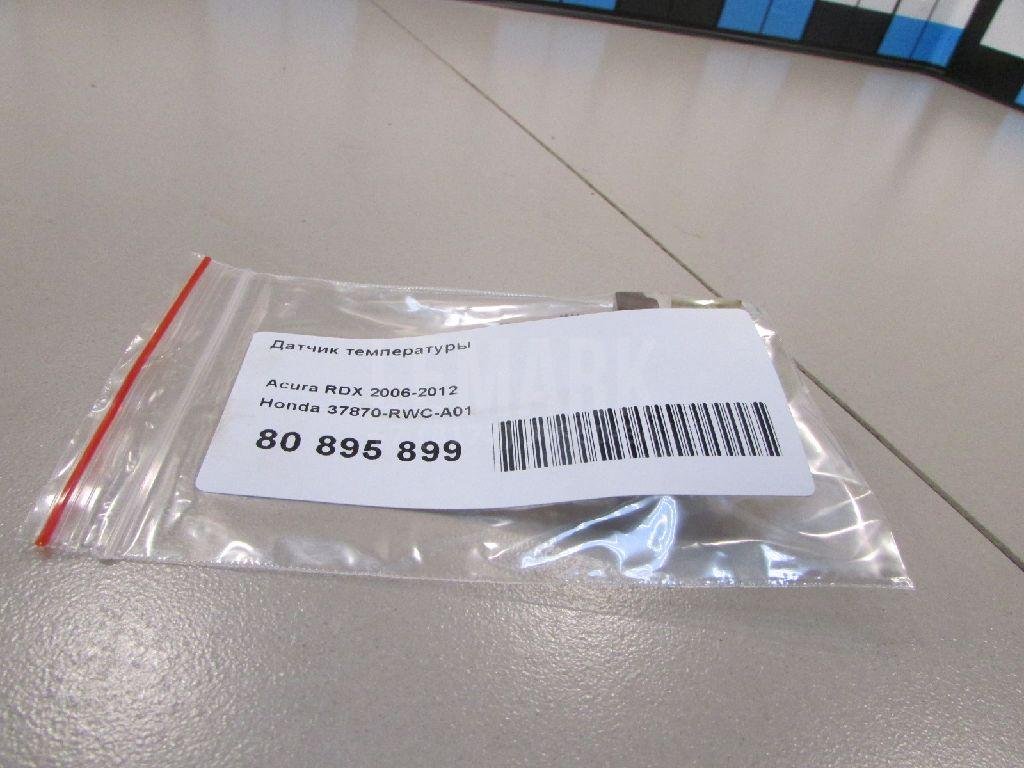 Датчик температуры
Acura RDX 2006-2012
Honda 37870-RWC-A01
80 895 899